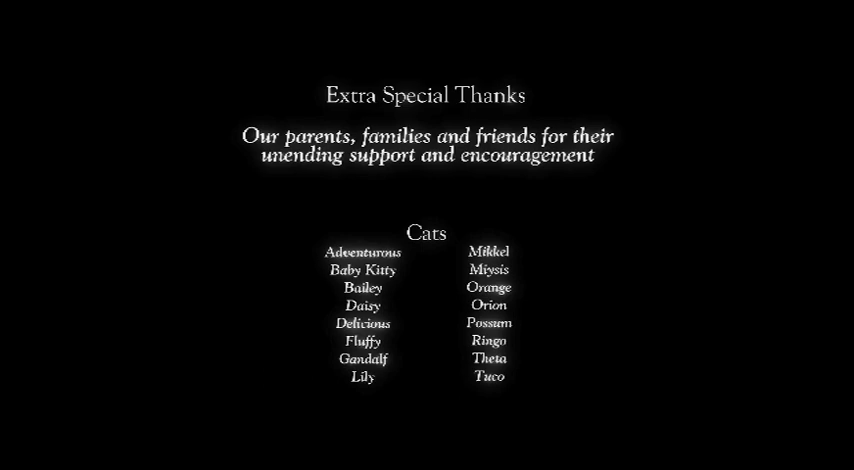 Extra Special Thanks
Our parents, families and friends for their
unending support and encouragement
Cats
Adventurous
Baby Kitty
Bailey
Daisy
Delicious
Fluffy
Gandalf
Lily
Mikkel
Miysis
Orange
Orion
Possum
Ringo
Theta
Tuco